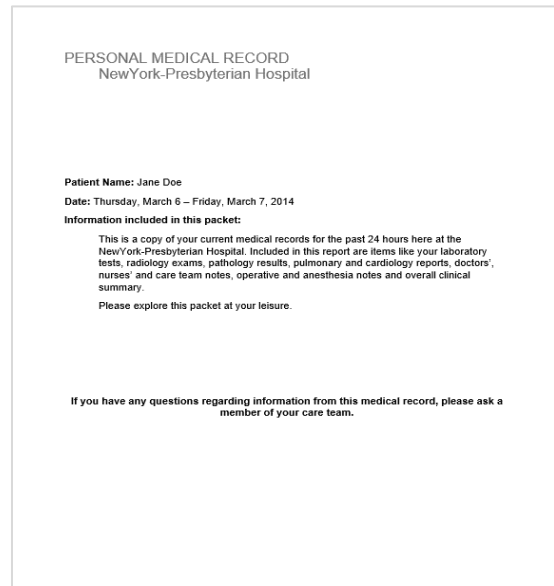 PERSONAL MEDICAL RECORD
NewYork-Presbyterian Hospital
Patient Name: Jane Doe
Date: Thursday, March 6 – Friday, March 7, 2014
Information included in this packet:
This is a copy of your current medical records for the past 24 hours here at the
NewYork-Presbyterian Hospital. Included in this report are items like your laboratory
tests, radiology exams, pathology results, pulmonary and cardiology reports, doctors',
nurses' and care team notes, operative and anesthesia notes and overall clinical
summary.
Please explore this packet at your leisure.
If you have any questions regarding information from this medical record, please ask a
member of your care team.